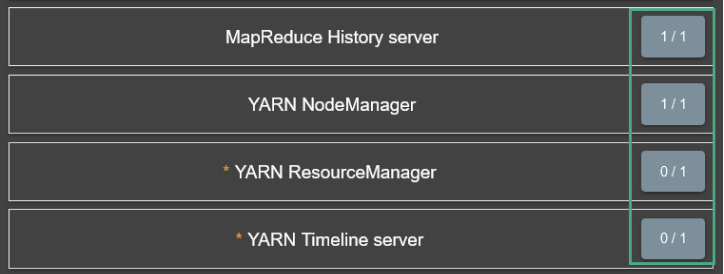 MapReduce History server 1 / 1
YARN NodeManager 1 / 1
* YARN ResourceManager 0 / 1
* YARN Timeline server 0 / 1